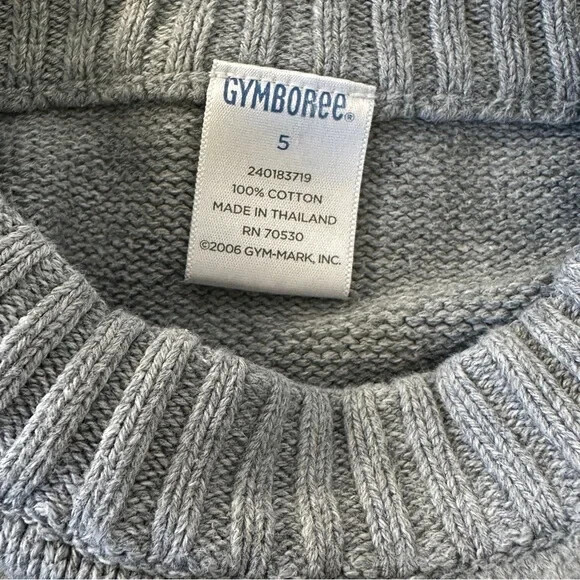 GYMBOREE®
5
240183719
100% COTTON
MADE IN THAILAND
RN 70530
©2006 GYM-MARK, INC.